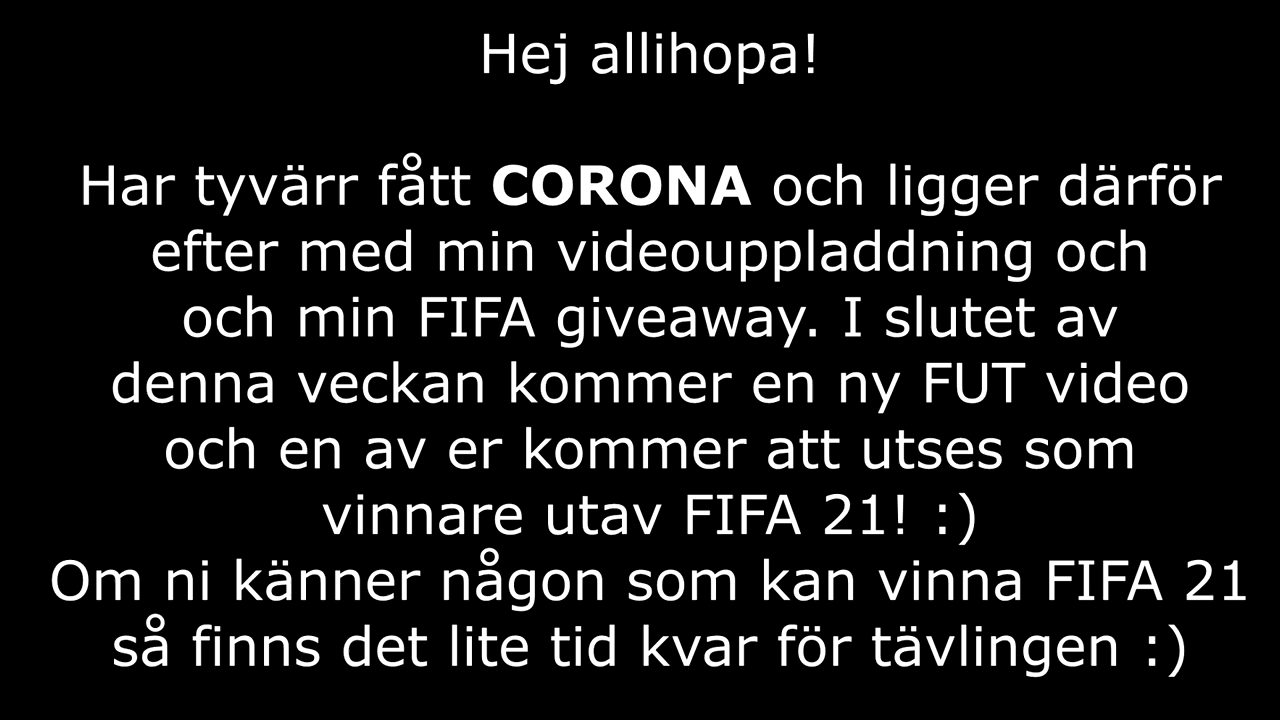 Hej allihopa!
Har tyvärr fått CORONA och ligger därför
efter med min videouppladdning och
och min FIFA giveaway. I slutet av
denna veckan kommer en ny FUT video
och en av er kommer att utses som
vinnare utav FIFA 21! :)
Om ni känner någon som kan vinna FIFA 21
så finns det lite tid kvar för tävlingen :)